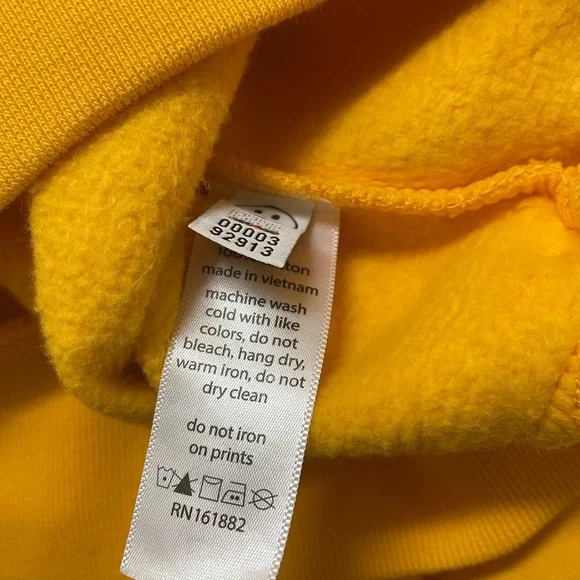 00003
92913
made in vietnam
machine wash
cold with like
colors, do not
bleach, hang dry,
warm iron, do not
dry clean
do not iron
on prints
RN161882